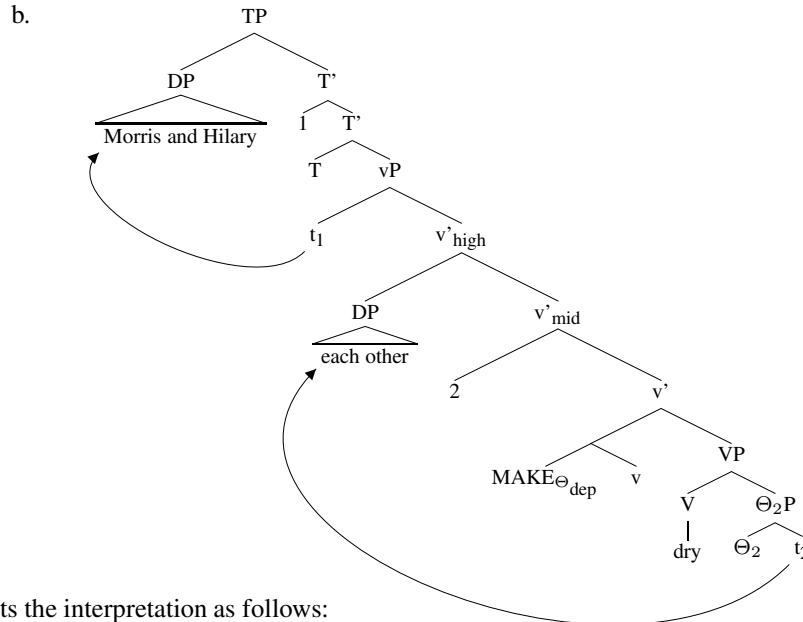 b.
TP
DP T’
Morris and Hilary 1 T’
T vP
t1 v’high
DP v’mid
each other
2 v’
MAKEΘdep v VP
V Θ2P
dry Θ2 t2
ts the interpretation as follows: